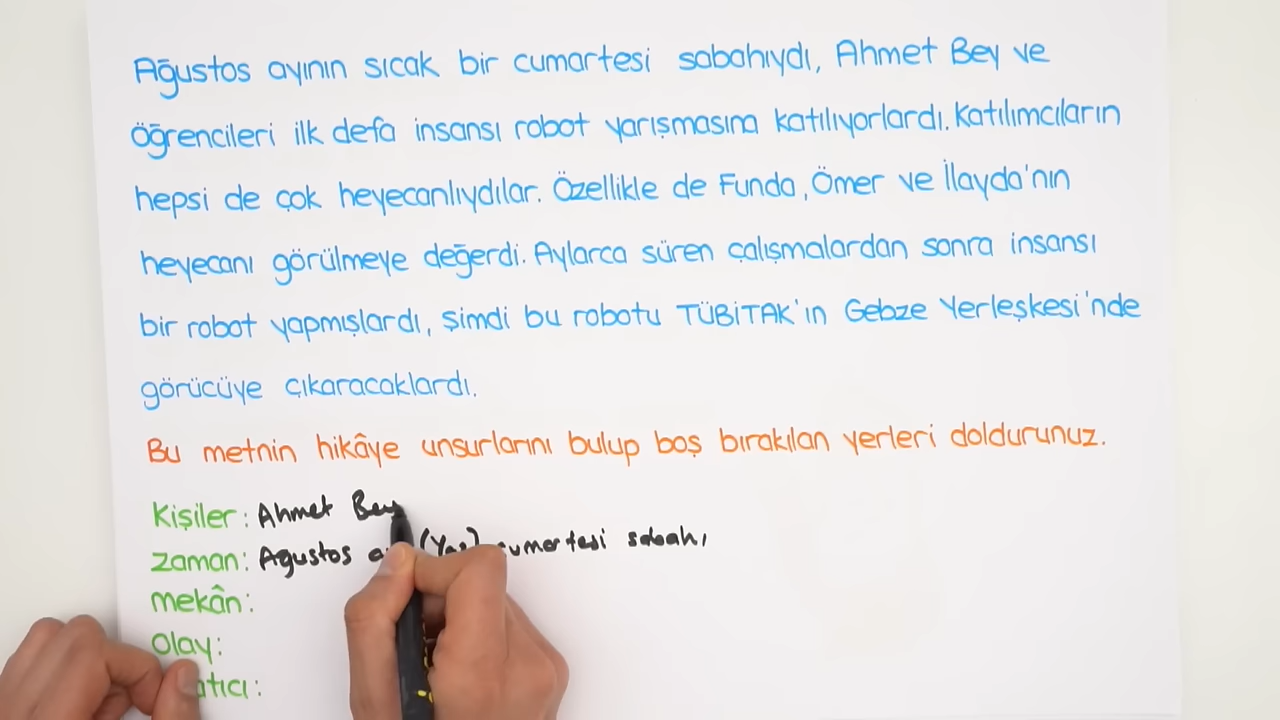 Ağustos ayının sıcak bir cumartesi sabahıydı, Ahmet Bey ve
öğrencileri ilk defa insansı robot yarışmasına katılıyorlardı. Katılımcıların
hepsi de çok heyecanlıydılar. Özellikle de Funda, Ömer ve İlayda'nın
heyecanı görülmeye değerdi. Aylarca süren çalışmalardan sonra insansı
bir robot yapmışlardı, şimdi bu robotu TÜBİTAK'ın Gebze Yerleşkesi'nde
görücüye çıkaracaklardı.
Bu metnin hikâye unsurlarını bulup boş bırakılan yerleri doldurunuz.
Kişiler: Ahmet Bey
zaman: Ağustos (Yaz) cumartesi sabahı
mekân:
Olay: